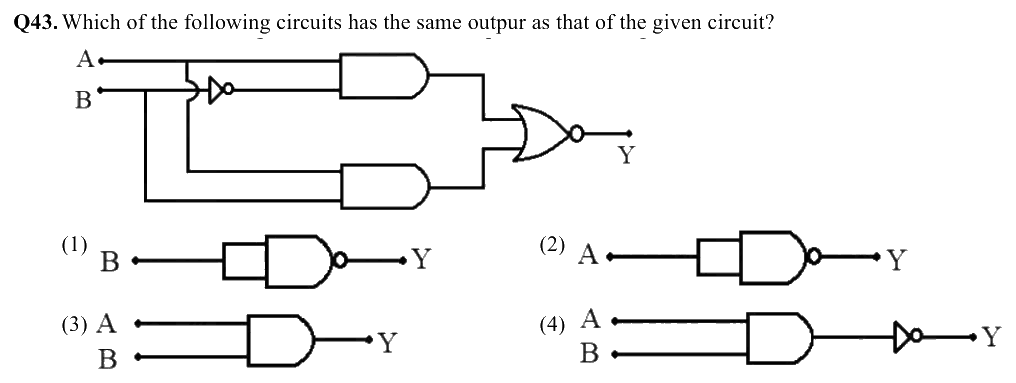 Q43. Which of the following circuits has the same outpur as that of the given circuit?
A
B
Y
(1) B Y
(2) A Y
(3) A
B Y
(4) A
B Y